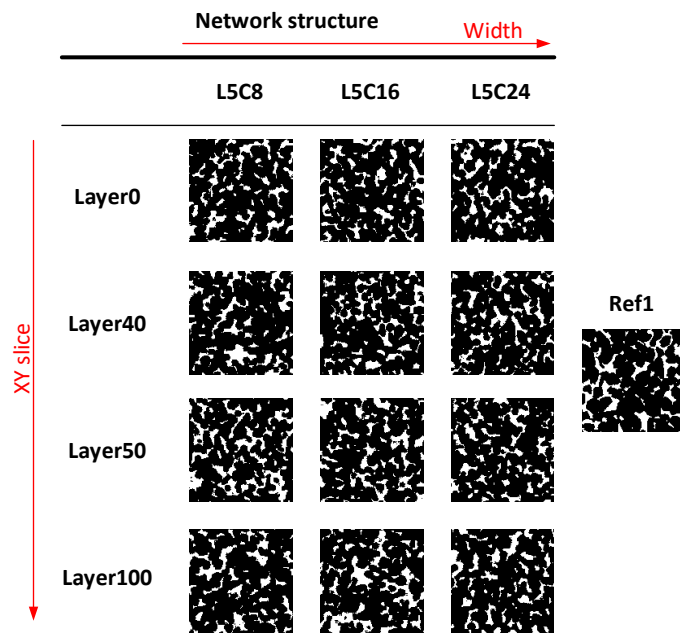 Network structure
Width
L5C8 L5C16 L5C24
Layer0
Layer40
Ref1
XY slice
Layer50
Layer100